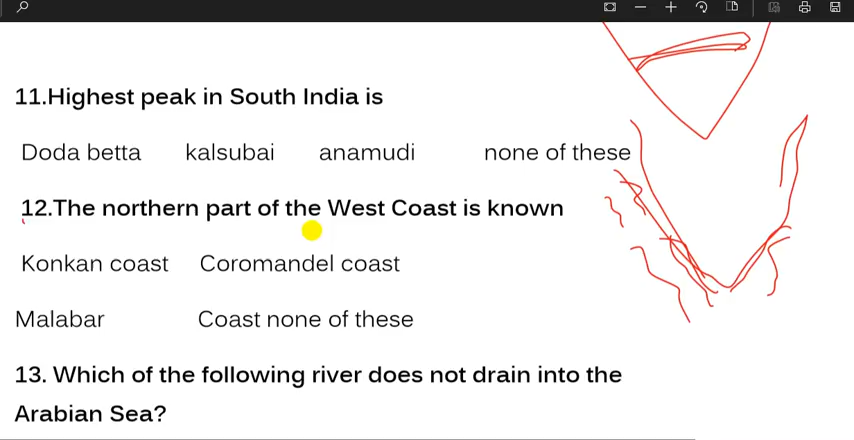 11.Highest peak in South India is
Doda betta kalsubai anamudi none of these
12.The northern part of the West Coast is known
Konkan coast Coromandel coast
Malabar Coast none of these
13. Which of the following river does not drain into the
Arabian Sea?